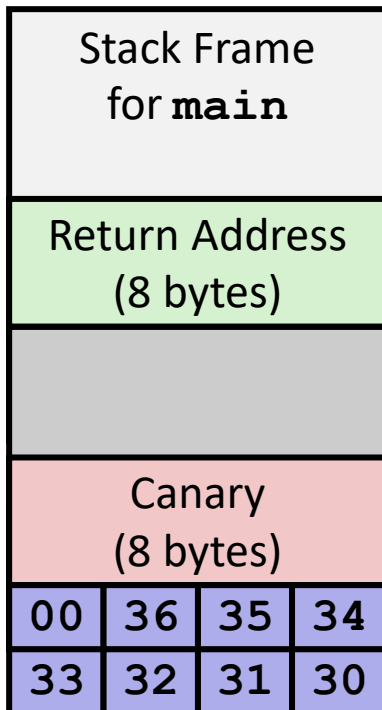 Stack Frame
for main
Return Address
(8 bytes)
Canary
(8 bytes)
00 36 35 34
33 32 31 30